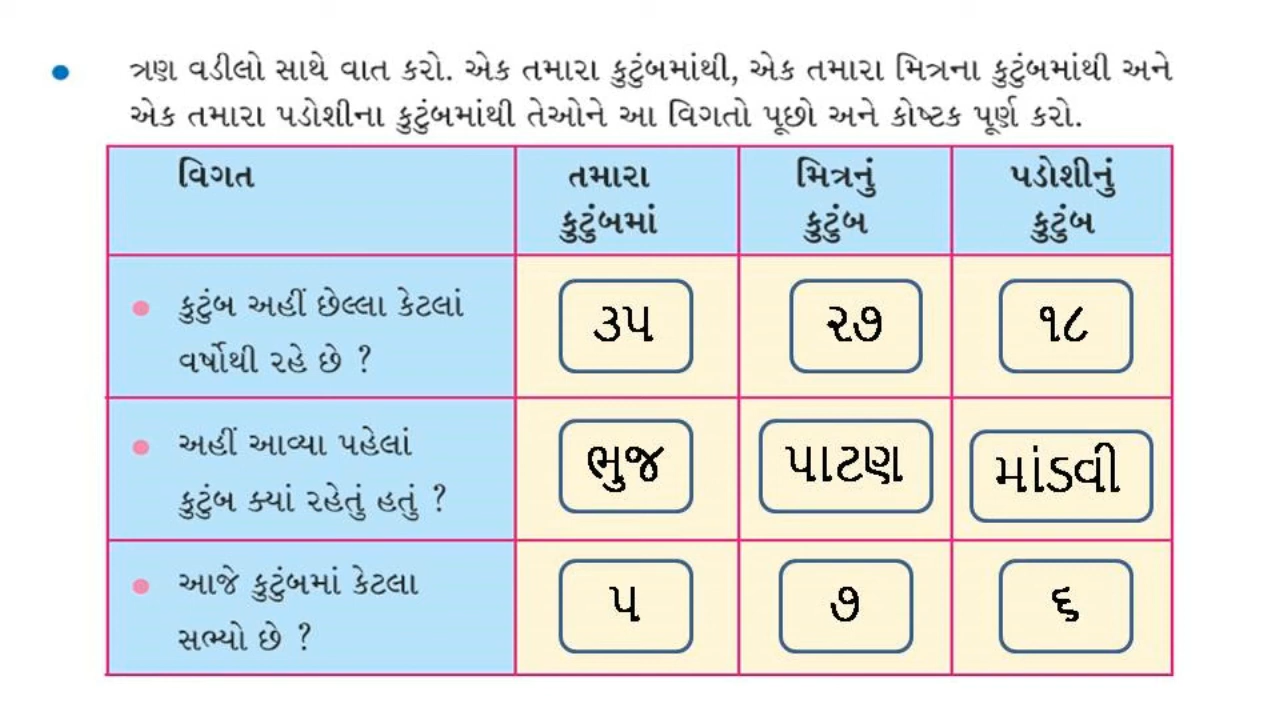 ત્રણ વડીલો સાથે વાત કરો. એક તમારા કુટુંબમાંથી, એક તમારા મિત્રના કુટુંબમાંથી અને
એક તમારા પડોશીના કુટુંબમાંથી તેઓને આ વિગતો પૂછો અને કોષ્ટક પૂર્ણ કરો.
વિગત
તમારા
કુટુંબમાં
મિત્રનું
કુટુંબ
પડોશીનું
કુટુંબ
કુટુંબ અહીં છેલ્લા કેટલાં
વર્ષોથી રહે છે ?
૩૫
૨૭
૧૮
અહીં આવ્યા પહેલાં
કુટુંબ ક્યાં રહેતું હતું ?
ભુજ
પાટણ
માંડવી
આજે કુટુંબમાં કેટલા
સભ્યો છે ?
૫
૭
૬